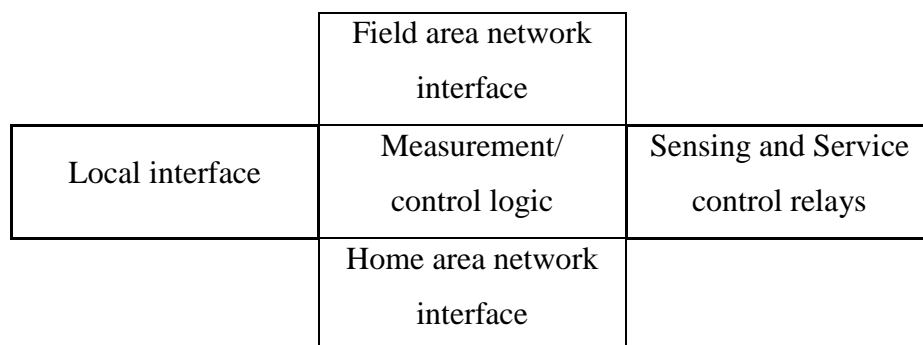 Field area network
interface
Local interface
Measurement/
control logic
Sensing and Service
control relays
Home area network
interface